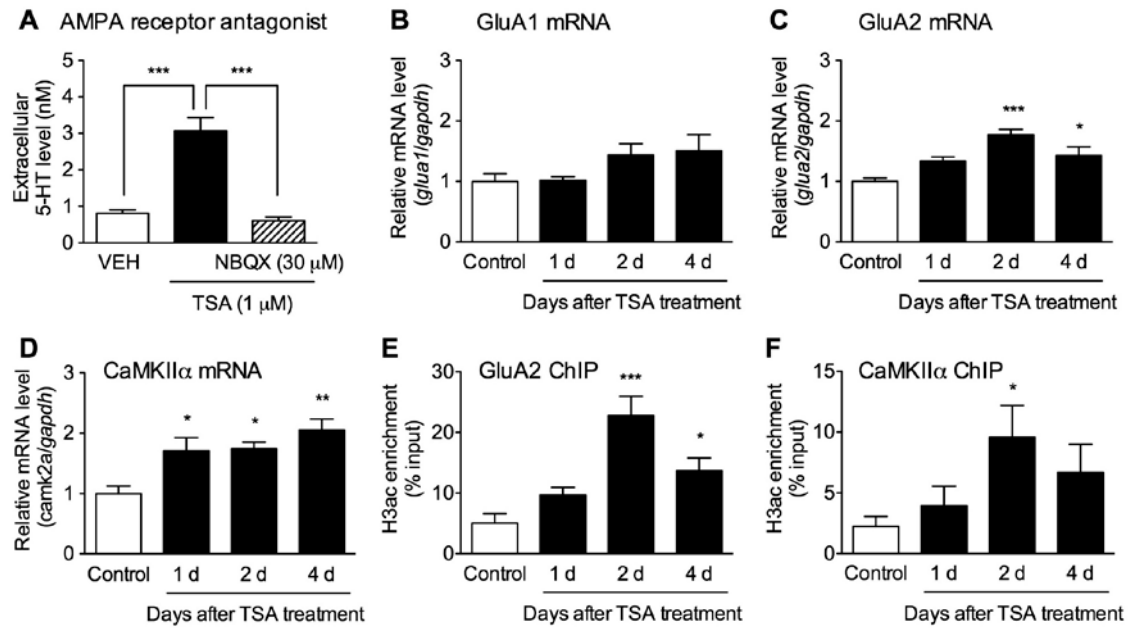 A AMPA receptor antagonist
Extracellular
5-HT level (nM)
5
4
3
2
1
0
***
***
VEH
NBQX (30 μM)
TSA (1 μM)
B GluA1 mRNA
Relative mRNA level
(glua1/gapdh)
3
2
1
0
Control
1 d
2 d
4 d
Days after TSA treatment
C GluA2 mRNA
Relative mRNA level
(glua2/gapdh)
3
2
1
0
***
*
Control
1 d
2 d
4 d
Days after TSA treatment
D CaMKIIα mRNA
Relative mRNA level
(camk2a/gapdh)
3
2
1
0
*
*
**
Control
1 d
2 d
4 d
Days after TSA treatment
E GluA2 ChIP
H3ac enrichment
(% input)
30
20
10
0
***
*
Control
1 d
2 d
4 d
Days after TSA treatment
F CaMKIIα ChIP
H3ac enrichment
(% input)
15
10
5
0
*
Control
1 d
2 d
4 d
Days after TSA treatment